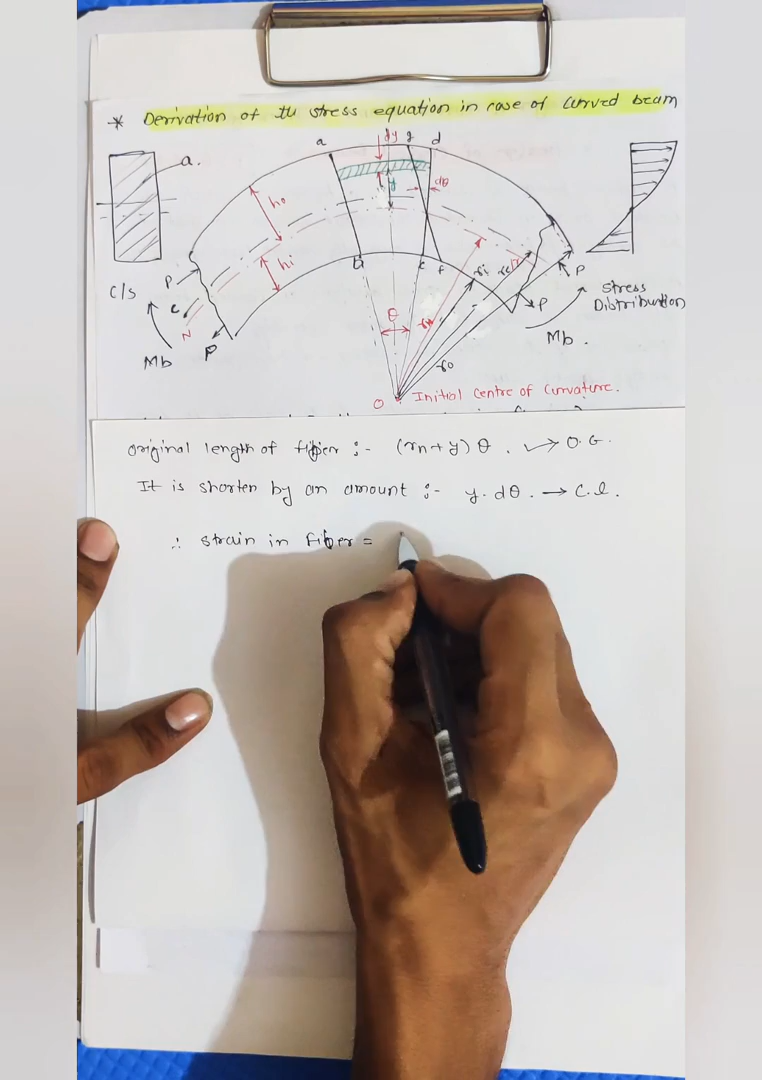 * Derivation of the stress equation in case of curved beam
a g d
dy
a.
y
dθ
ho
hi
b e f
P
C/s
C
N
Mb
P
θ
rn
ri
rc
ro
P
P
Mb.
Stress
Distribution
O Initial centre of curvature.
Original length of fiber :- (rn+y) θ. → O.G.
It is shorten by an amount :- y. dθ. → C.l.
∴ strain in fiber =